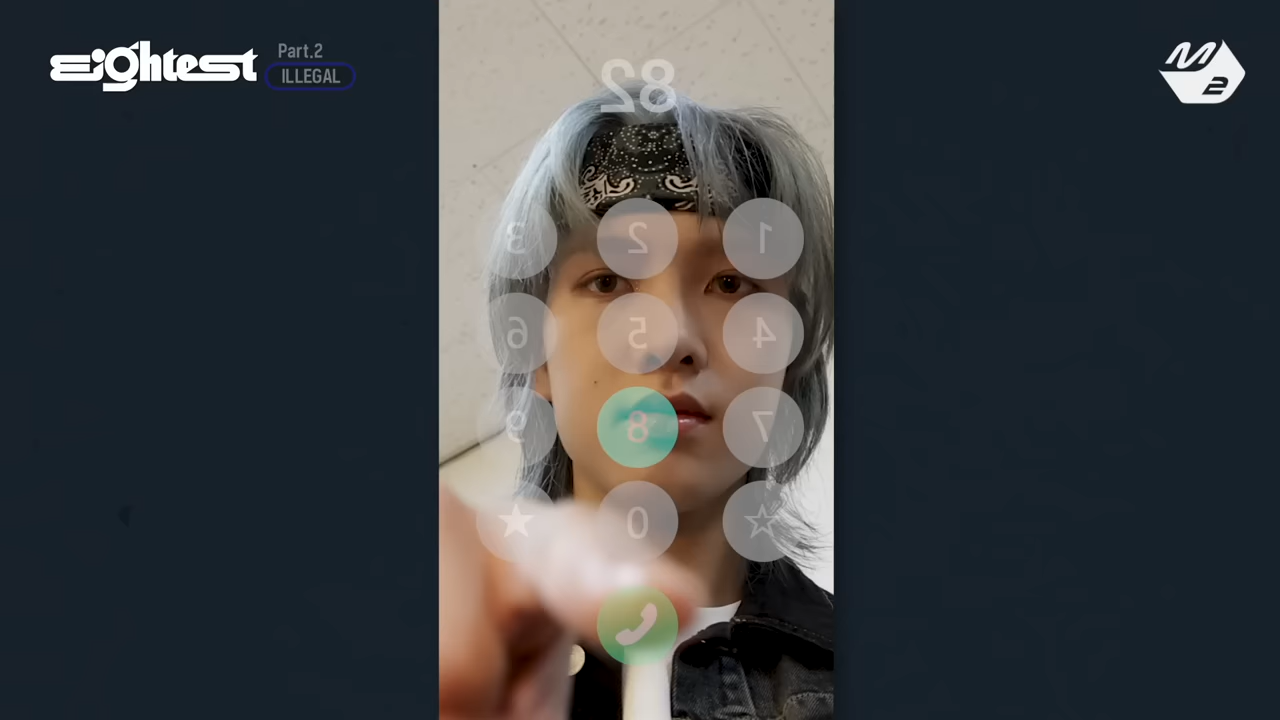 eightest
Part.2
ILLEGAL
M2
82
3 2 1
6 5 4
9 8 7
★ 0 ☆